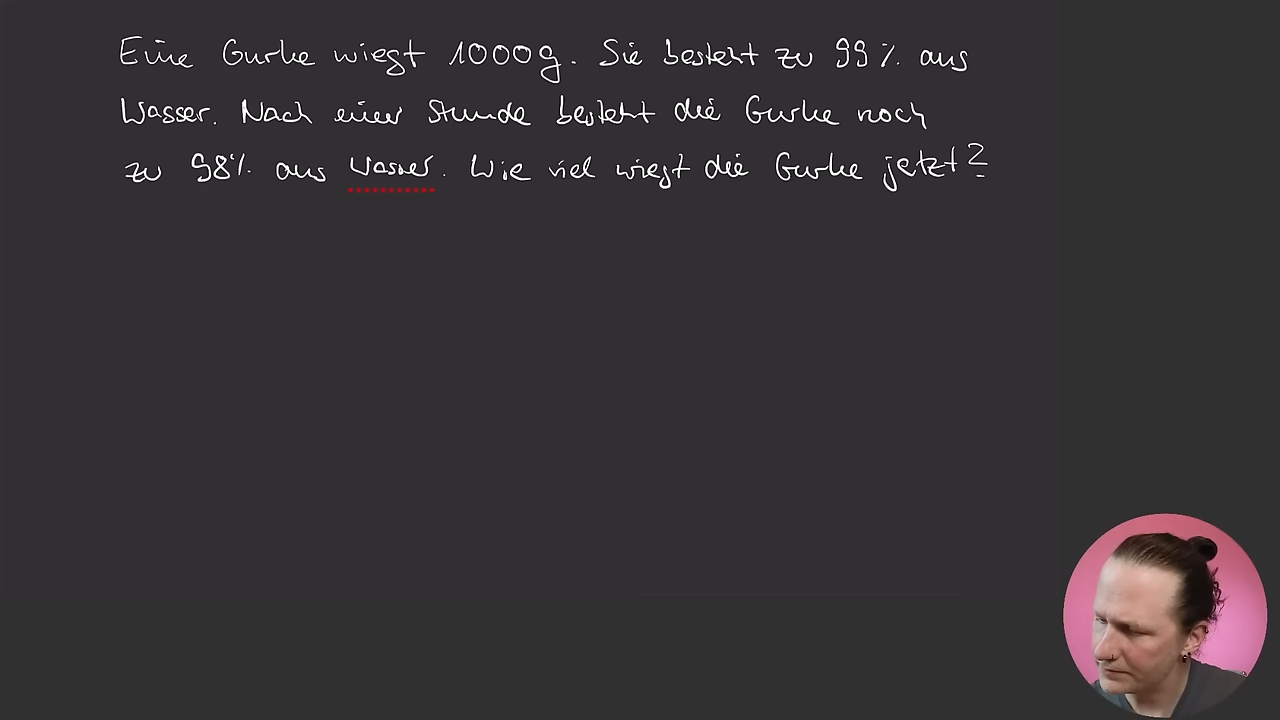 Eine Gurke wiegt 1000g. Sie besteht zu 99% aus
Wasser. Nach einer Stunde besteht die Gurke noch
zu 98% aus Wasser. Wie viel wiegt die Gurke jetzt?